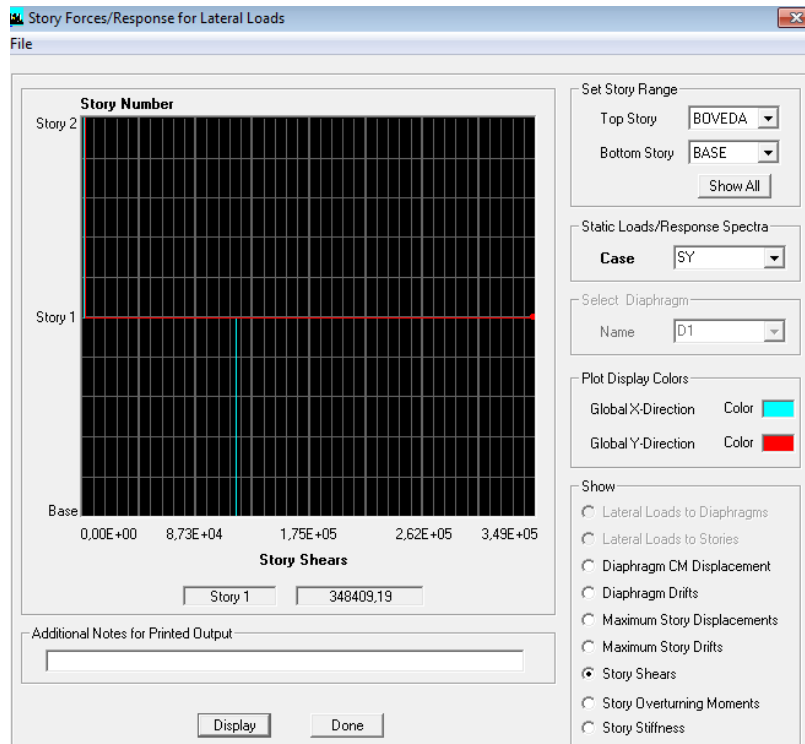 Story Forces/Response for Lateral Loads
File
Story Number
Story 2
Story 1
Base
0,00E+00 8,73E+04 1,75E+05 2,62E+05 3,49E+05
Story Shears
Story 1 348409,19
Additional Notes for Printed Output
Display Done
Set Story Range
Top Story BOVEDA
Bottom Story BASE
Show All
Static Loads/Response Spectra
Case SY
Select Diaphragm
Name D1
Plot Display Colors
Global X-Direction Color
Global Y-Direction Color
Show
Lateral Loads to Diaphragms
Lateral Loads to Stories
Diaphragm CM Displacement
Diaphragm Drifts
Maximum Story Displacements
Maximum Story Drifts
Story Shears
Story Overturning Moments
Story Stiffness